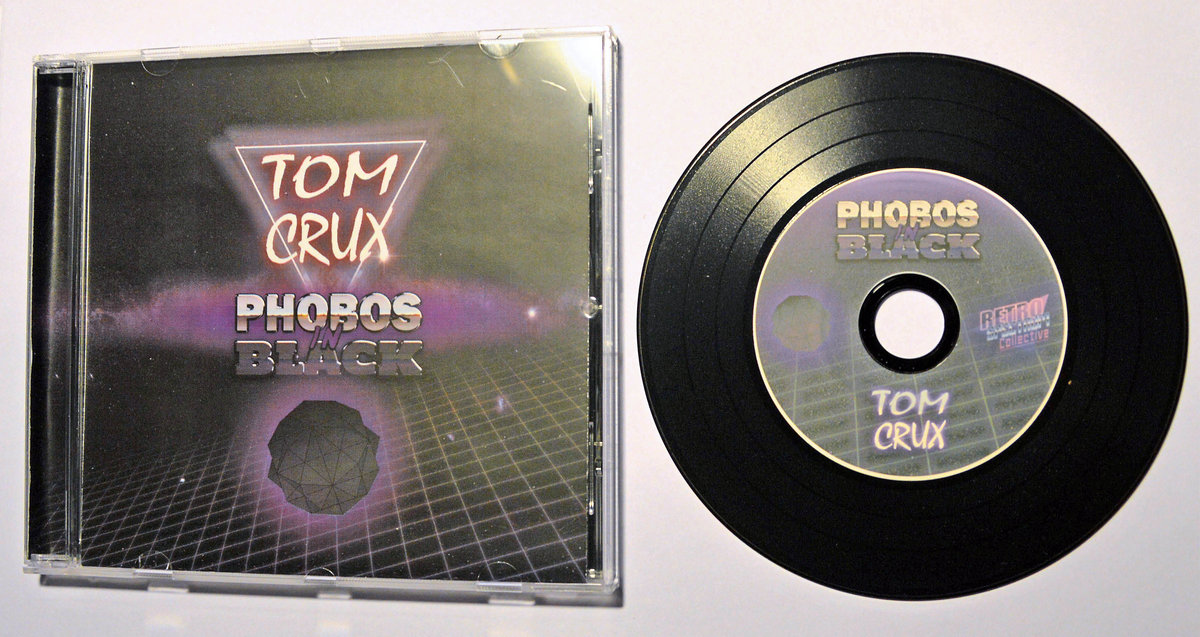 TOM
CRUX
PHOBOS
IN
BLACK
PHOBOS
IN
BLACK
RETRO
COLLECTIVE
TOM
CRUX